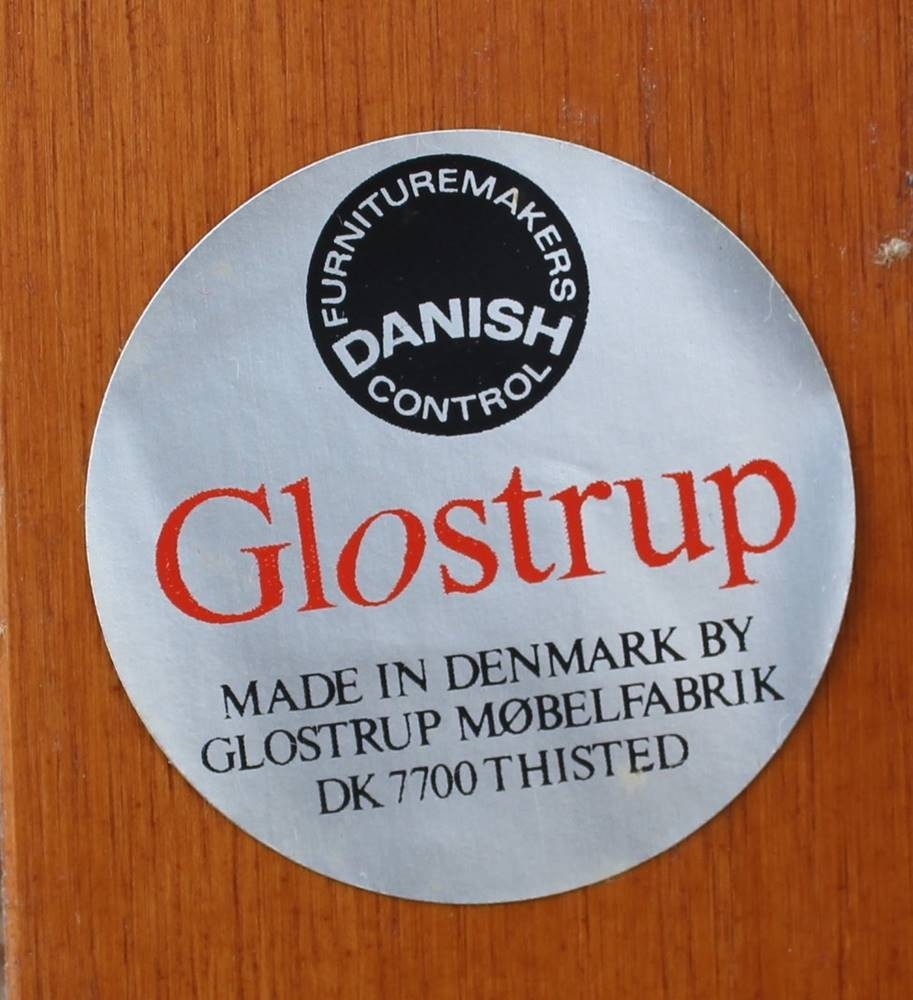 FURNITUREMAKERS
DANISH
CONTROL
Glostrup
MADE IN DENMARK BY
GLOSTRUP MØBELFABRIK
DK 7700 THISTED